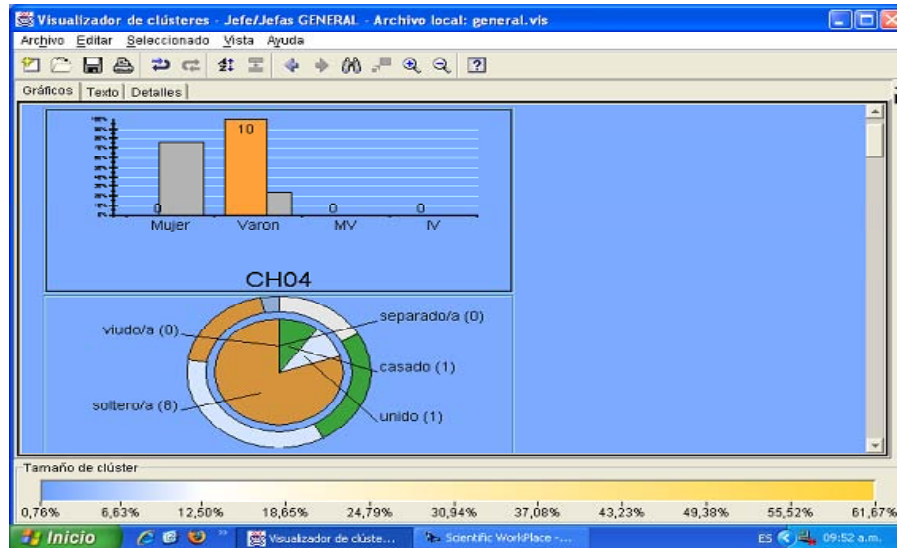 Visualizador de clústeres - Jefe/Jefas GENERAL - Archivo local: general.vis
Archivo Editar Seleccionado Vista Ayuda
Gráficos Texto Detalles
100%
10
0 0 0
Mujer Varon MV IV
CH04
separado/a (0)
viudo/a (0)
casado (1)
soltero/a (8)
unido (1)
Tamaño de clúster
0,76% 6,63% 12,50% 18,65% 24,79% 30,94% 37,08% 43,23% 49,38% 55,52% 61,67%
Inicio Visualizador de clúste... Scientific WorkPlace -... ES 09:52 a.m.